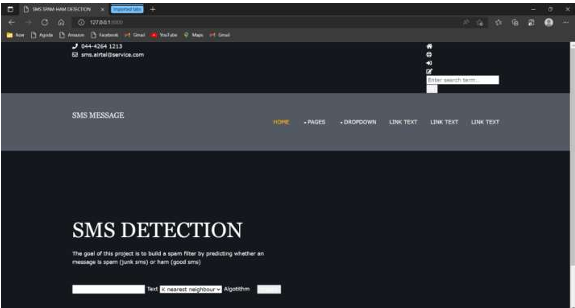 SMS SPAM HAM DETECTION
Imported tabs
127.0.0.1
Acer Agoda Amazon Facebook Gmail YouTube Maps Gmail
044-4264 1213
sms.airtel@service.com
Enter search term
SMS MESSAGE
HOME PAGES DROPDOWN LINK TEXT LINK TEXT LINK TEXT
SMS DETECTION
The goal of this project is to build a spam filter by predicting whether an
message is spam (junk sms) or ham (good sms)
Text K nearest neighbour Algotithm